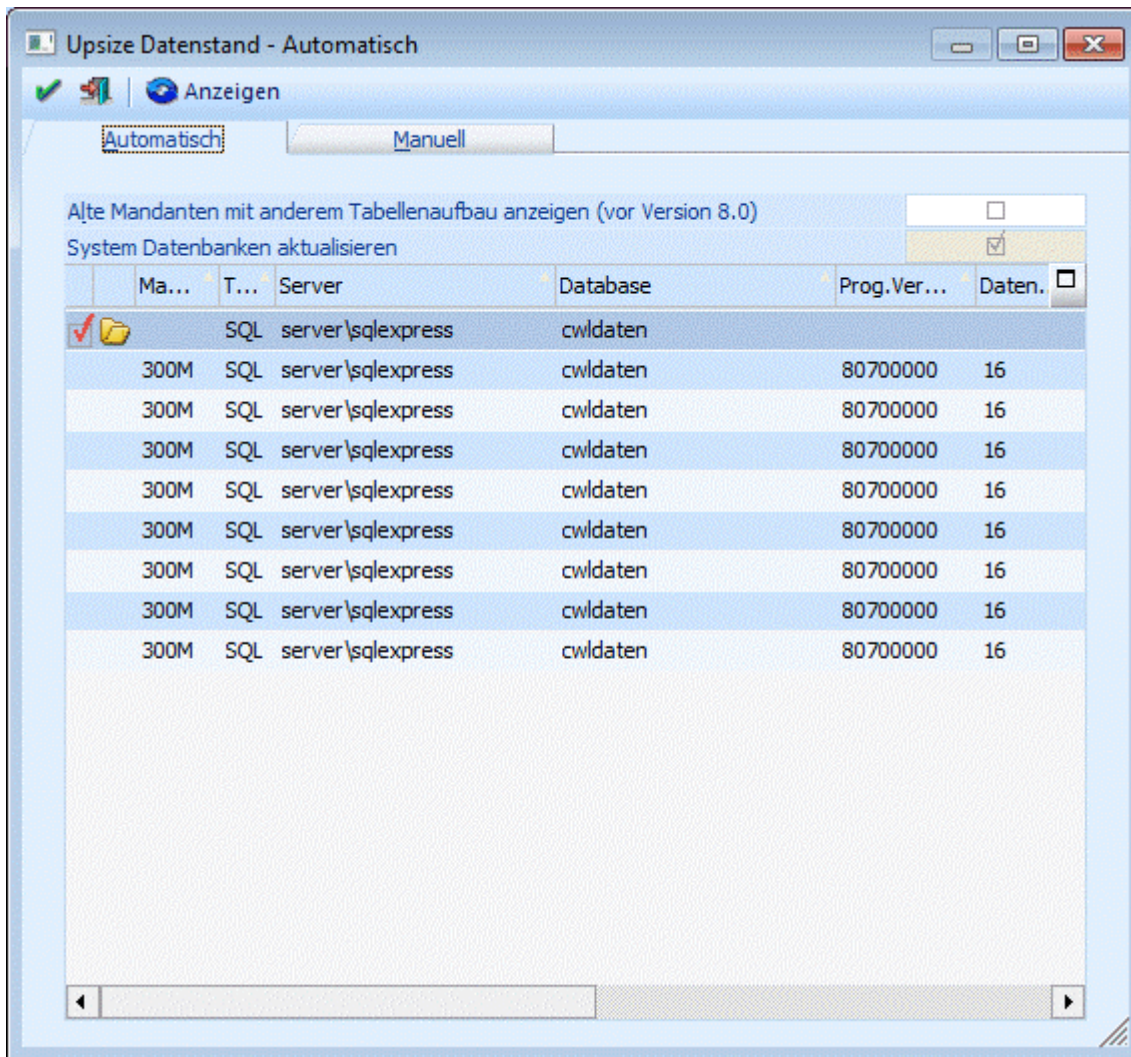 Upsize Datenstand - Automatisch
Anzeigen
Automatisch Manuell
Alte Mandanten mit anderem Tabellenaufbau anzeigen (vor Version 8.0)
System Datenbanken aktualisieren
Ma... T... Server Database Prog.Ver... Daten.
SQL server\sqlexpress cwldaten
300M SQL server\sqlexpress cwldaten 80700000 16
300M SQL server\sqlexpress cwldaten 80700000 16
300M SQL server\sqlexpress cwldaten 80700000 16
300M SQL server\sqlexpress cwldaten 80700000 16
300M SQL server\sqlexpress cwldaten 80700000 16
300M SQL server\sqlexpress cwldaten 80700000 16
300M SQL server\sqlexpress cwldaten 80700000 16
300M SQL server\sqlexpress cwldaten 80700000 16